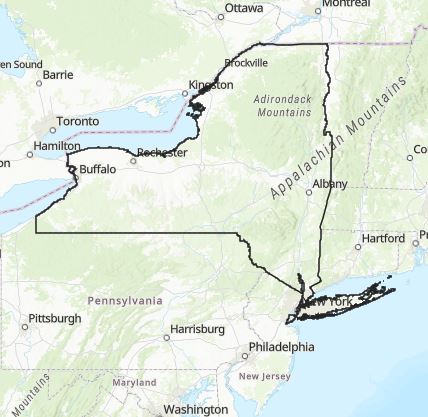 Montreal
Ottawa
en Sound
Barrie
Brockville
Kingston
Adirondack
Mountains
Toronto
Hamilton
on
Rochester
Buffalo
Appalachian Mountains
Albany
Co
Hartford
Pr
Pennsylvania
New York
Pittsburgh
Harrisburg
Philadelphia
New Jersey
Maryland
Mountains
Washington